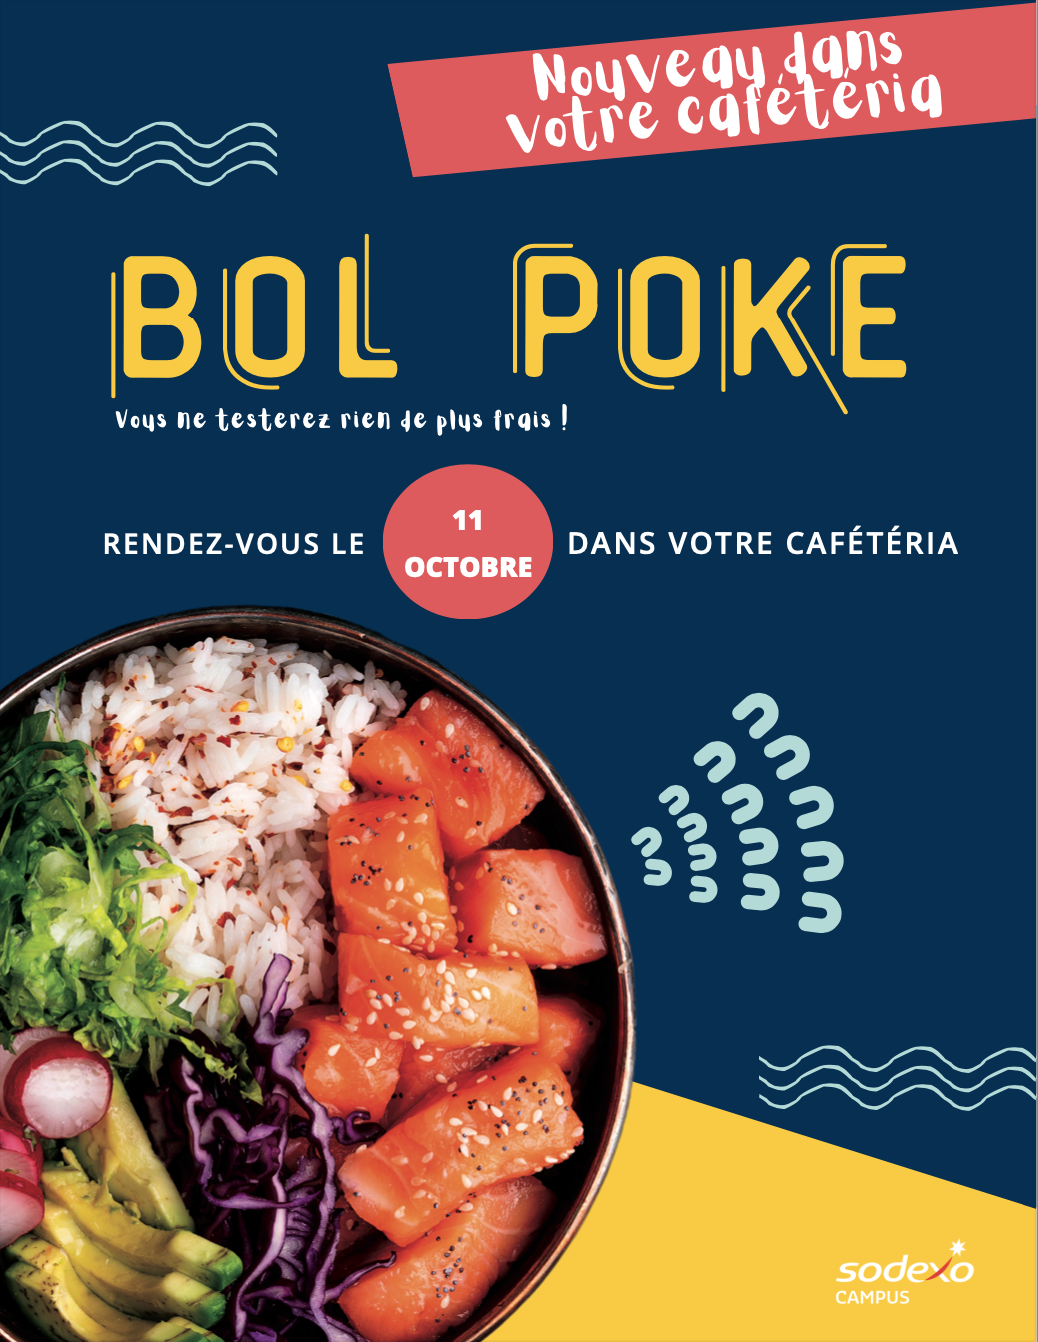 Nouveau dans
votre cafétéria
BOL POKE
Vous ne testerez rien de plus frais !
RENDEZ-VOUS LE 11 OCTOBRE DANS VOTRE CAFÉTÉRIA
sodexo
CAMPUS